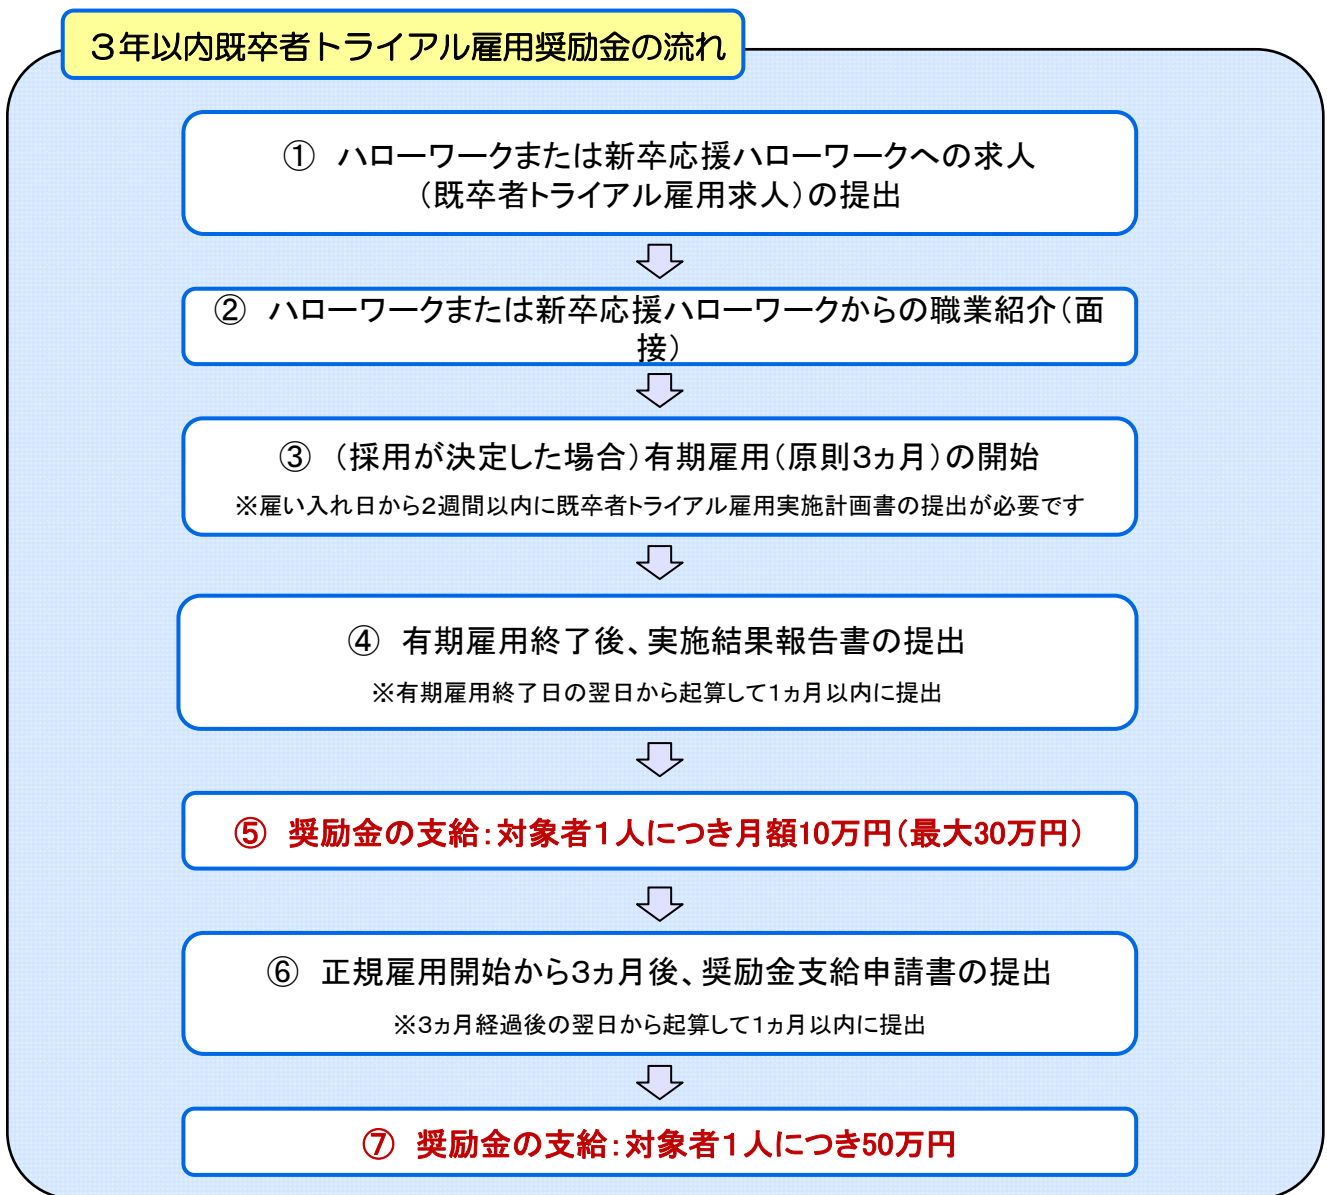 ３年以内既卒者トライアル雇用奨励金の流れ
①　ハローワークまたは新卒応援ハローワークへの求人
（既卒者トライアル雇用求人）の提出
②　ハローワークまたは新卒応援ハローワークからの職業紹介（面
接）
③　（採用が決定した場合）有期雇用（原則３ヵ月）の開始
※雇い入れ日から２週間以内に既卒者トライアル雇用実施計画書の提出が必要です
④　有期雇用終了後、実施結果報告書の提出
※有期雇用終了日の翌日から起算して１ヵ月以内に提出
⑤　奨励金の支給：対象者１人につき月額10万円（最大30万円）
⑥　正規雇用開始から３ヵ月後、奨励金支給申請書の提出
※３ヵ月経過後の翌日から起算して１ヵ月以内に提出
⑦　奨励金の支給：対象者１人につき50万円